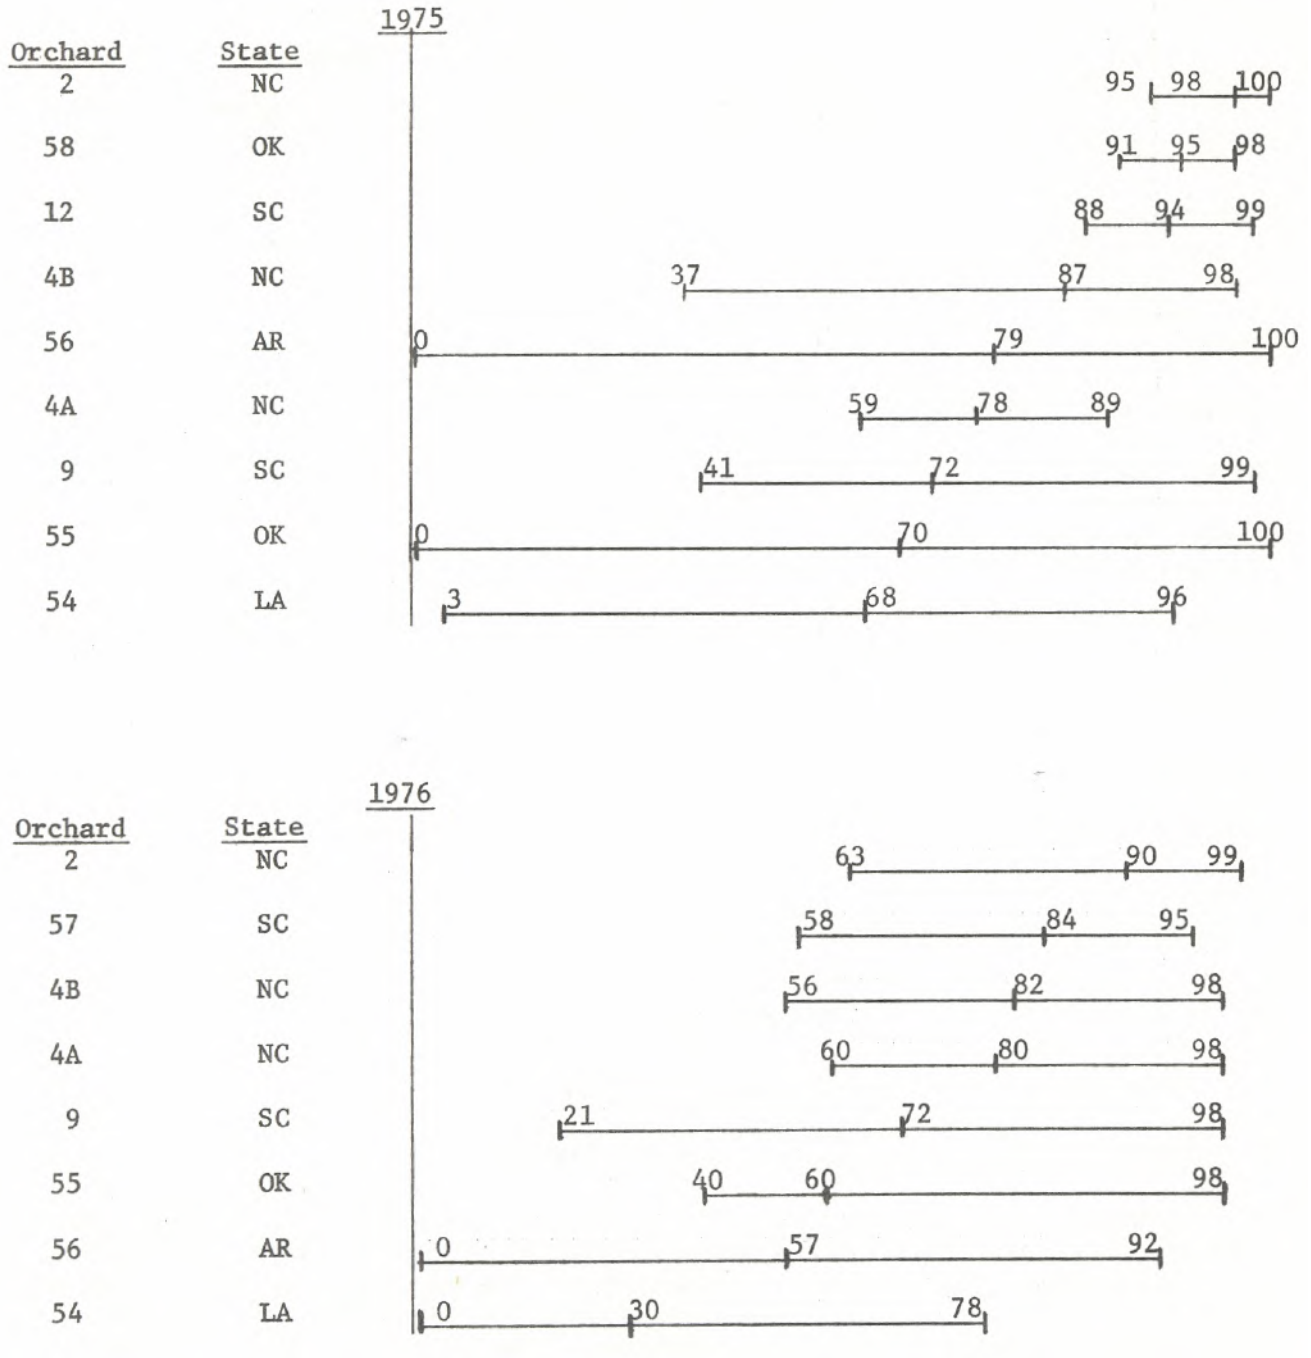 1975
Orchard State
2 NC 95 98 100
58 OK 91 95 98
12 SC 88 94 99
4B NC 37 87 98
56 AR 0 79 100
4A NC 59 78 89
9 SC 41 72 99
55 OK 0 70 100
54 LA 3 68 96
1976
Orchard State
2 NC 63 90 99
57 SC 58 84 95
4B NC 56 82 98
4A NC 60 80 98
9 SC 21 72 98
55 OK 40 60 98
56 AR 0 57 92
54 LA 0 30 78